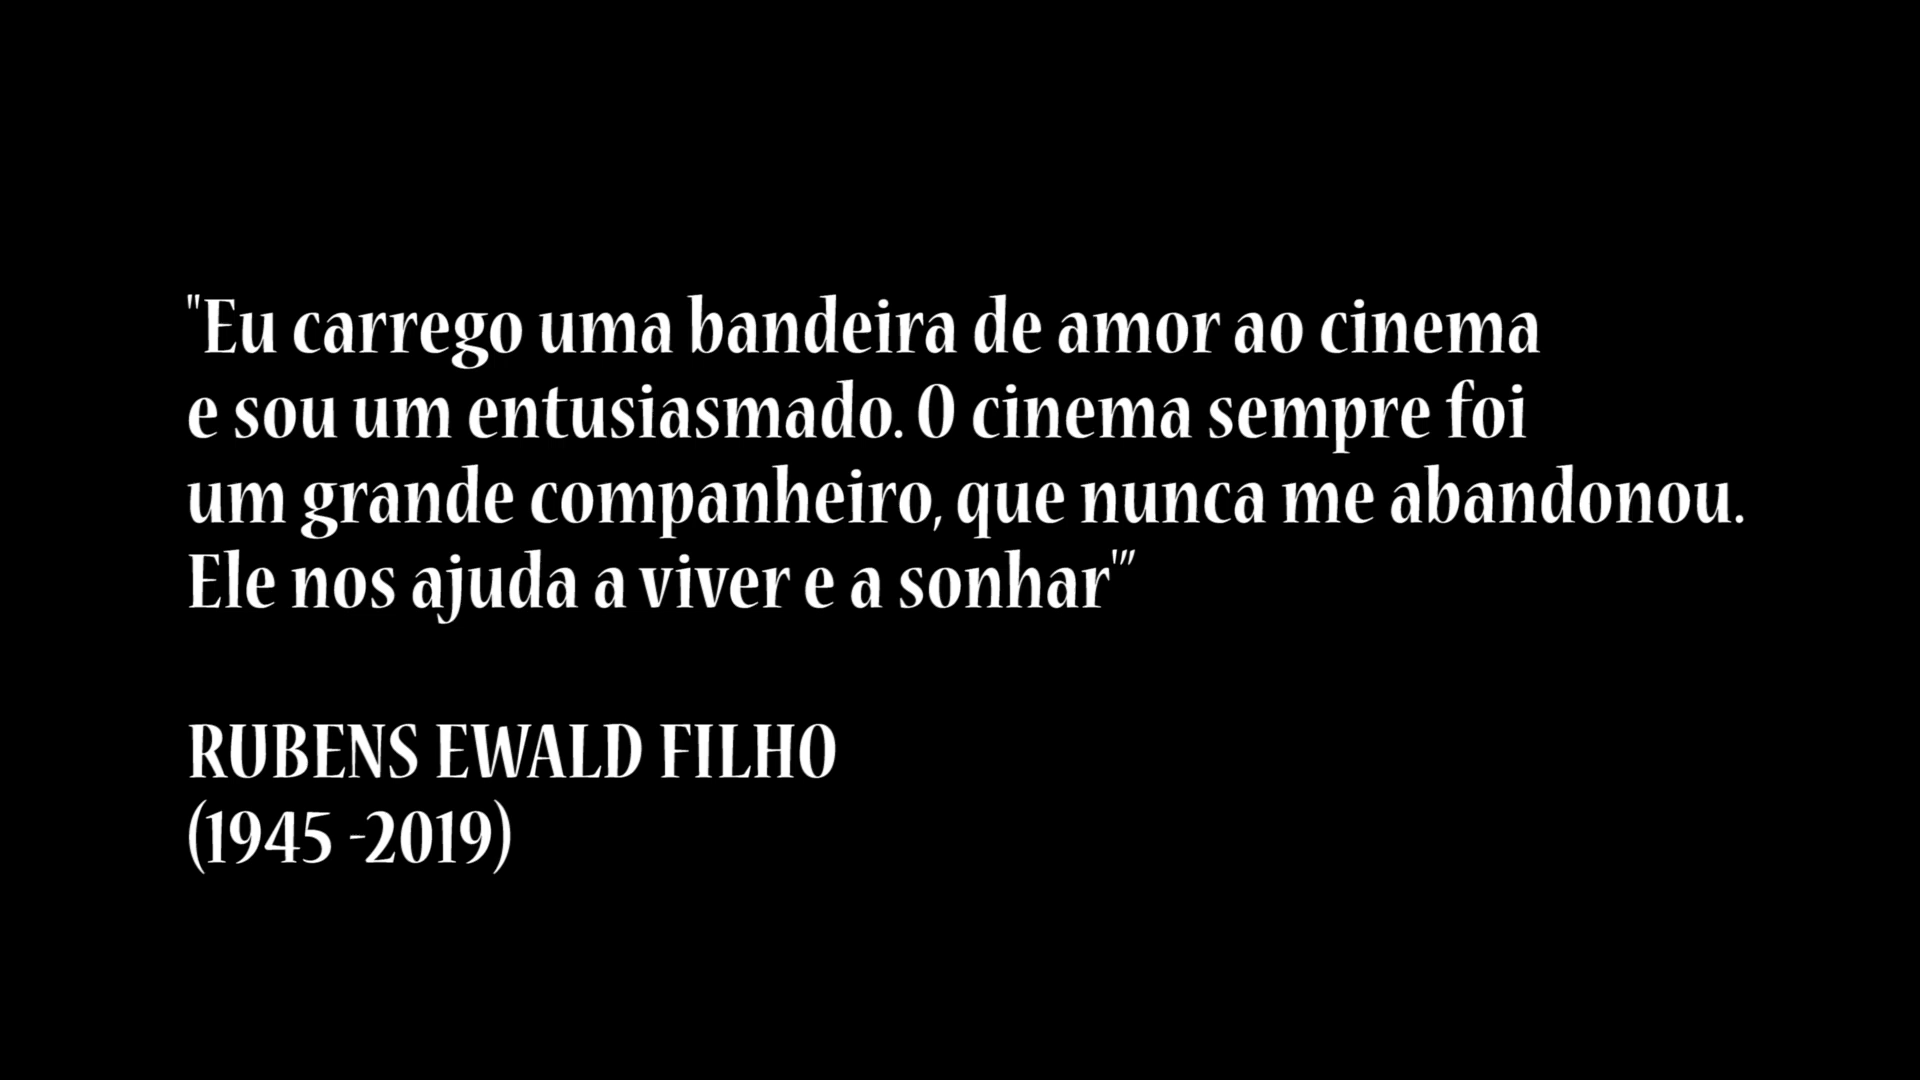 "Eu carrego uma bandeira de amor ao cinema
e sou um entusiasmado. O cinema sempre foi
um grande companheiro, que nunca me abandonou.
Ele nos ajuda a viver e a sonhar'"
RUBENS EWALD FILHO
(1945 -2019)